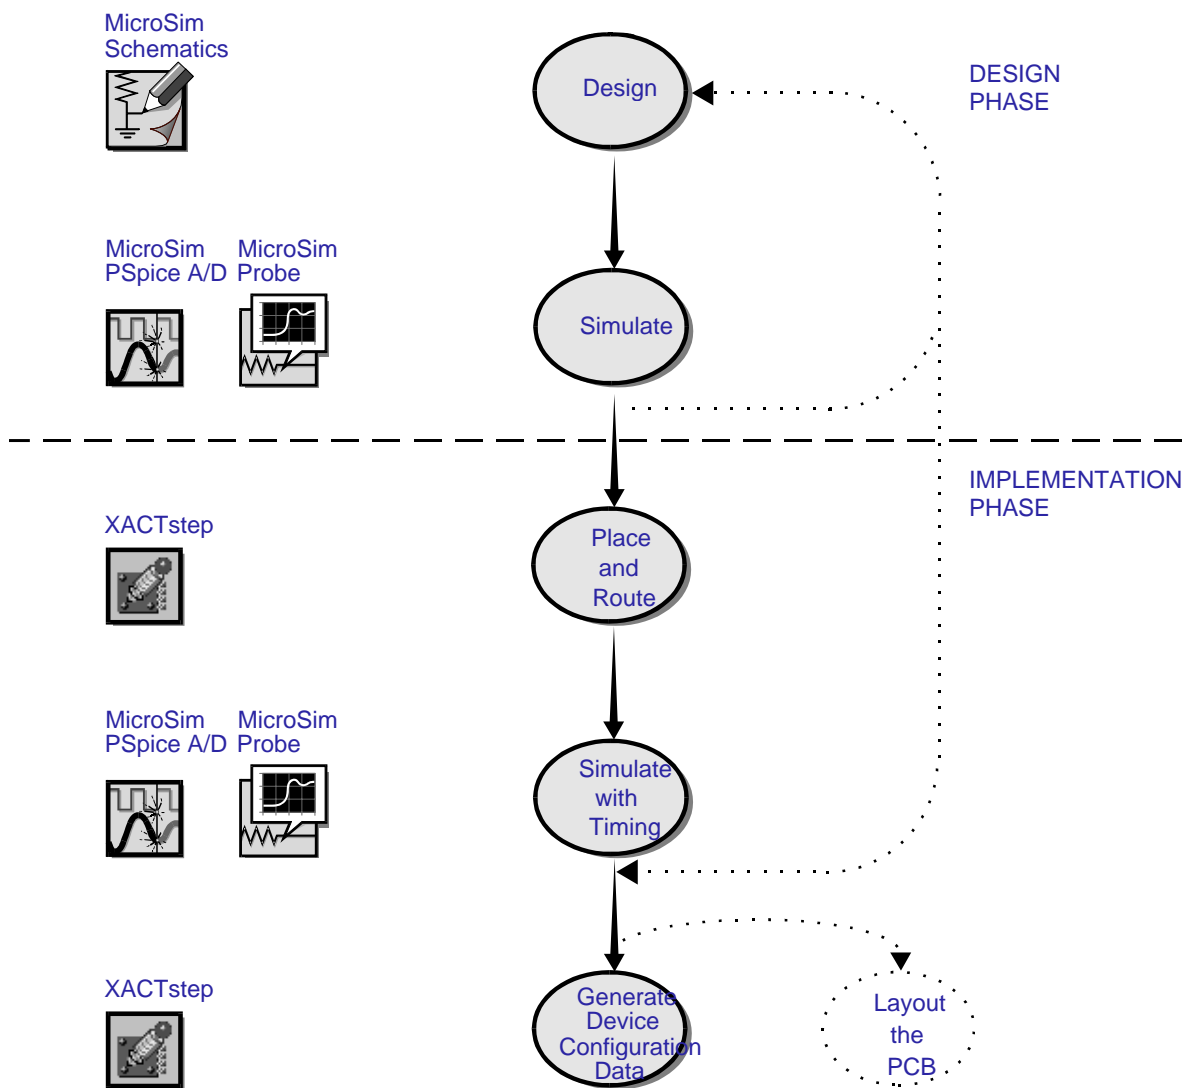 MicroSim
Schematics
Design
DESIGN
PHASE
MicroSim
PSpice A/D
MicroSim
Probe
Simulate
IMPLEMENTATION
PHASE
XACTstep
Place
and
Route
MicroSim
PSpice A/D
MicroSim
Probe
Simulate
with
Timing
XACTstep
Generate
Device
Configuration
Data
Layout
the
PCB